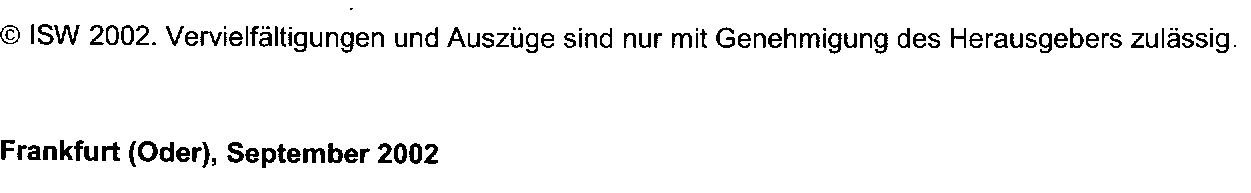 © ISW 2002. Vervielfältigungen und Auszüge sind nur mit Genehmigung des Herausgebers zulässig.
Frankfurt (Oder), September 2002